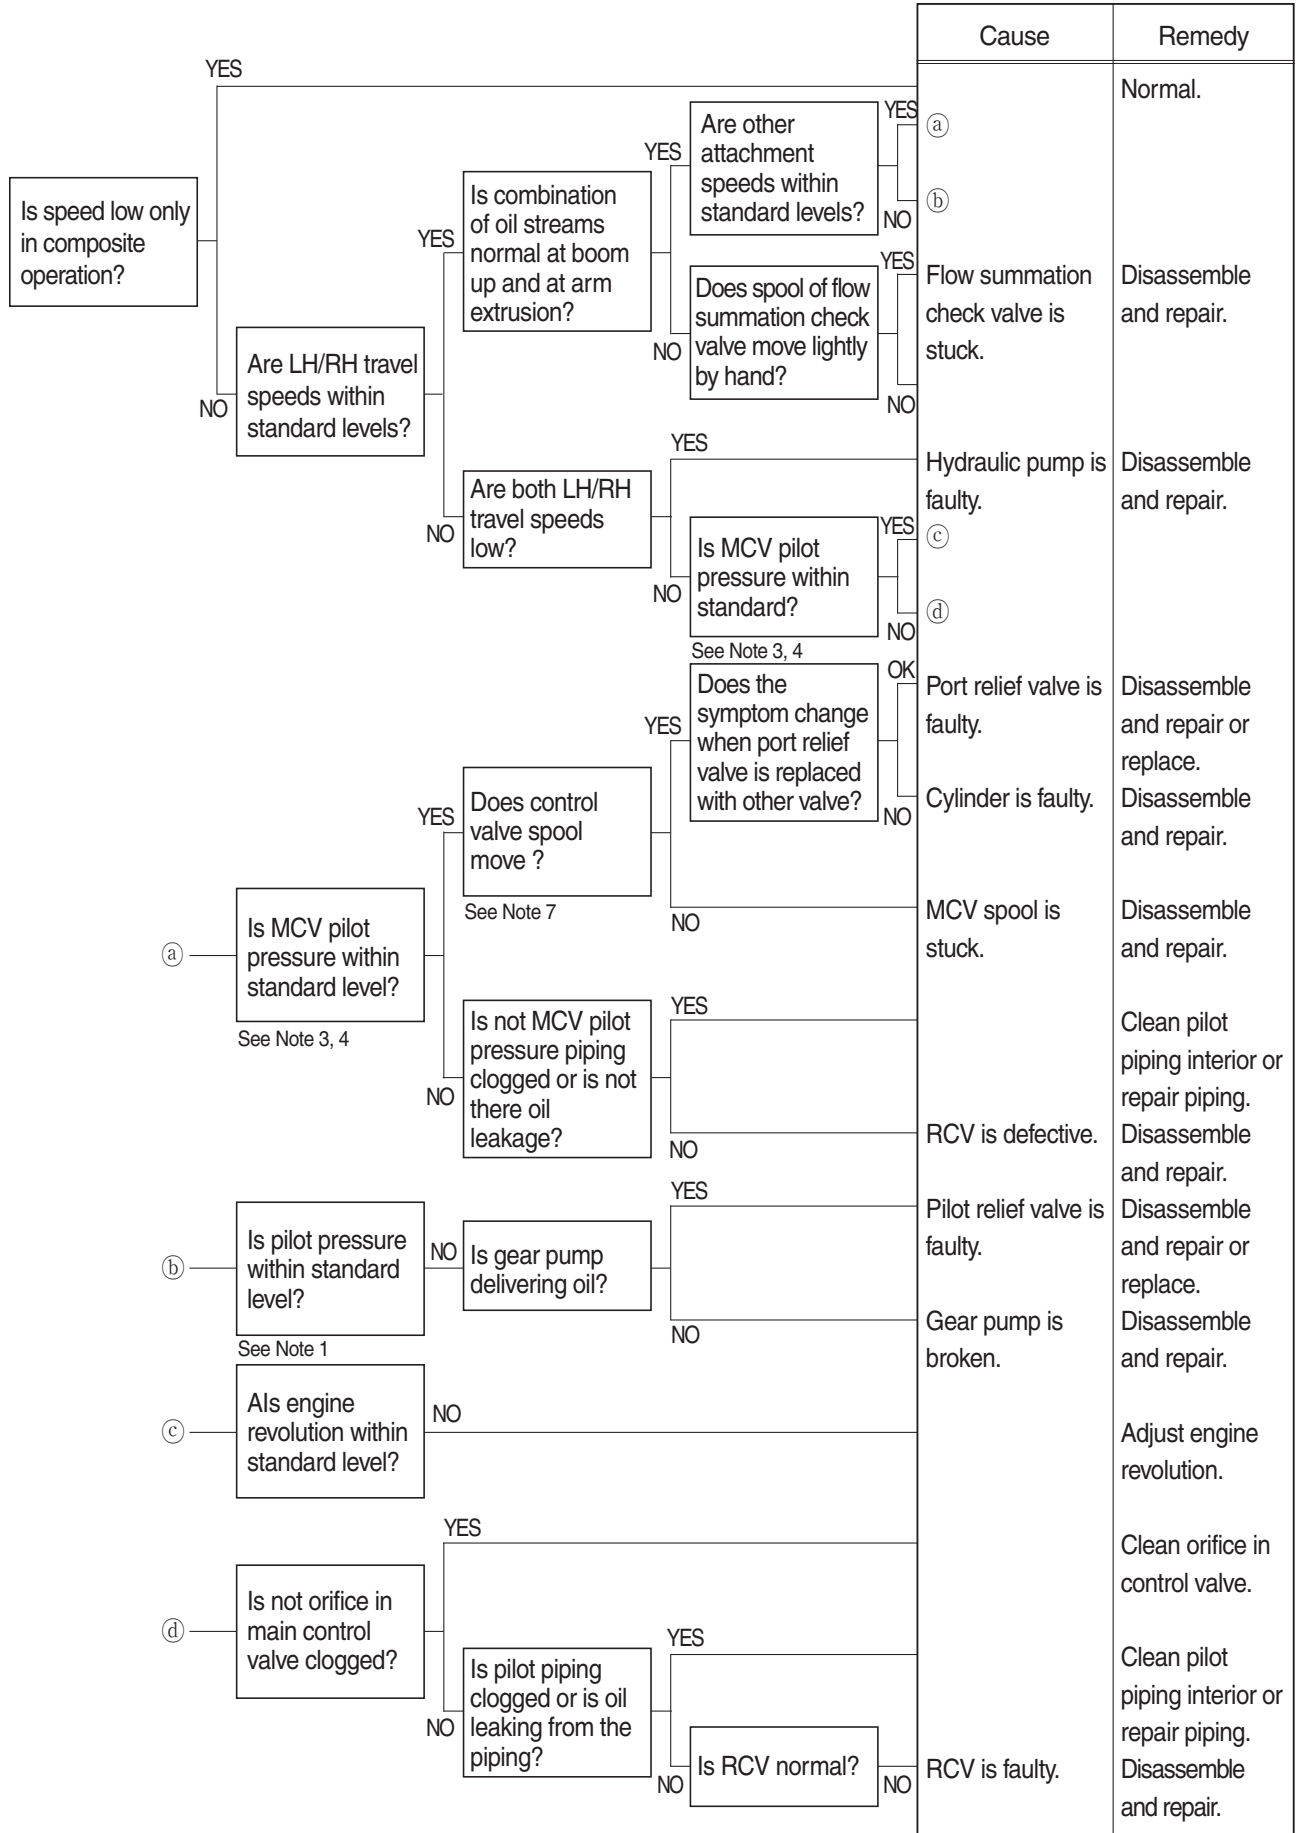 Cause
Remedy
YES
Normal.
Is speed low only
in composite
operation?
NO
Are LH/RH travel
speeds within
standard levels?
YES
Is combination
of oil streams
normal at boom
up and at arm
extrusion?
YES
Are other
attachment
speeds within
standard levels?
YES
ⓐ
NO
ⓑ
NO
Does spool of flow
summation check
valve move lightly
by hand?
YES
Flow summation
check valve is
stuck.
Disassemble
and repair.
NO
NO
Are both LH/RH
travel speeds
low?
YES
Hydraulic pump is
faulty.
Disassemble
and repair.
NO
Is MCV pilot
pressure within
standard?
See Note 3, 4
YES
ⓒ
NO
ⓓ
ⓐ
Is MCV pilot
pressure within
standard level?
See Note 3, 4
YES
Does control
valve spool
move ?
See Note 7
YES
Does the
symptom change
when port relief
valve is replaced
with other valve?
OK
Port relief valve is
faulty.
Disassemble
and repair or
replace.
NO
Cylinder is faulty.
Disassemble
and repair.
NO
MCV spool is
stuck.
Disassemble
and repair.
NO
Is not MCV pilot
pressure piping
clogged or is not
there oil
leakage?
YES
Clean pilot
piping interior or
repair piping.
NO
RCV is defective.
Disassemble
and repair.
ⓑ
Is pilot pressure
within standard
level?
See Note 1
NO
Is gear pump
delivering oil?
YES
Pilot relief valve is
faulty.
Disassemble
and repair or
replace.
NO
Gear pump is
broken.
Disassemble
and repair.
ⓒ
AIs engine
revolution within
standard level?
NO
Adjust engine
revolution.
ⓓ
Is not orifice in
main control
valve clogged?
YES
Clean orifice in
control valve.
NO
Is pilot piping
clogged or is oil
leaking from the
piping?
YES
Clean pilot
piping interior or
repair piping.
NO
Is RCV normal?
NO
RCV is faulty.
Disassemble
and repair.